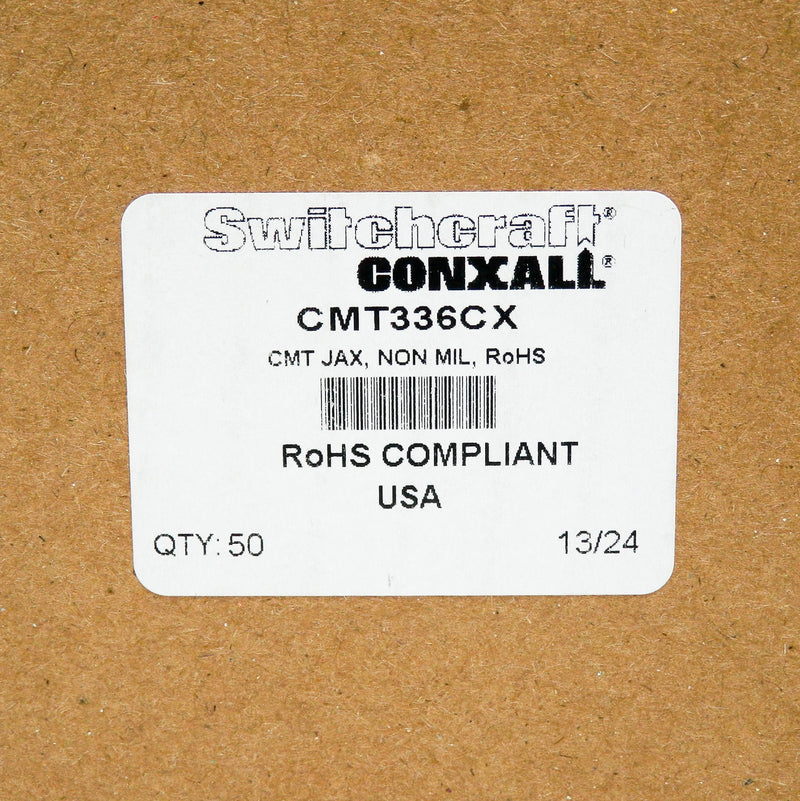 Switchcraft®
CONXALL®
CMT336CX
CMT JAX, NON MIL, RoHS
RoHS COMPLIANT
USA
QTY: 50 13/24